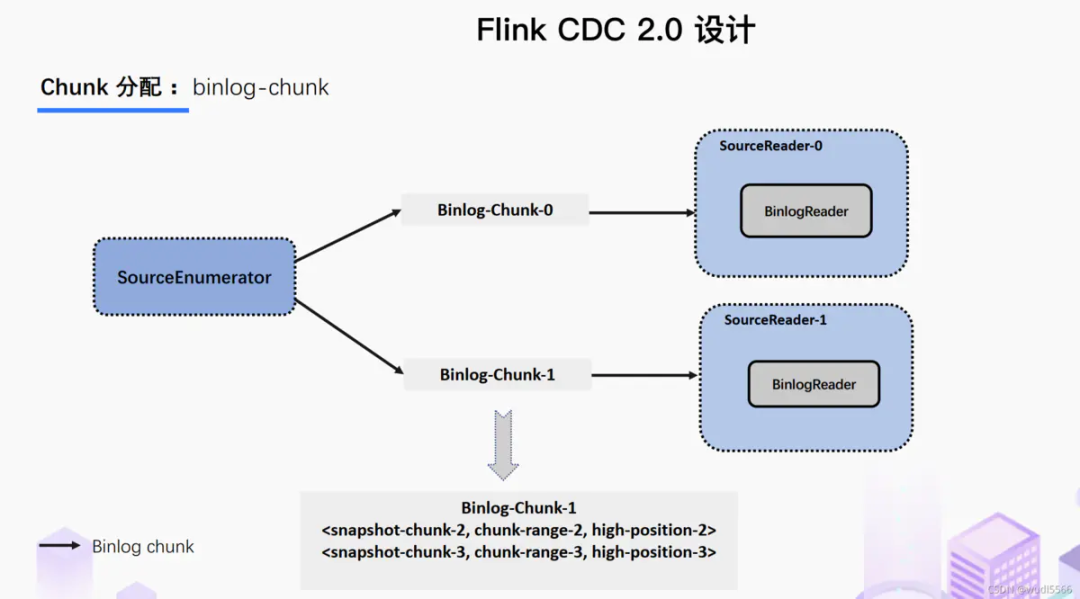 Flink CDC 2.0 设计
Chunk 分配 ： binlog-chunk
SourceReader-0
Binlog-Chunk-0
BinlogReader
SourceEnumerator
SourceReader-1
Binlog-Chunk-1
BinlogReader
Binlog-Chunk-1
<snapshot-chunk-2, chunk-range-2, high-position-2>
<snapshot-chunk-3, chunk-range-3, high-position-3>
Binlog chunk
CSDN @wudl5566